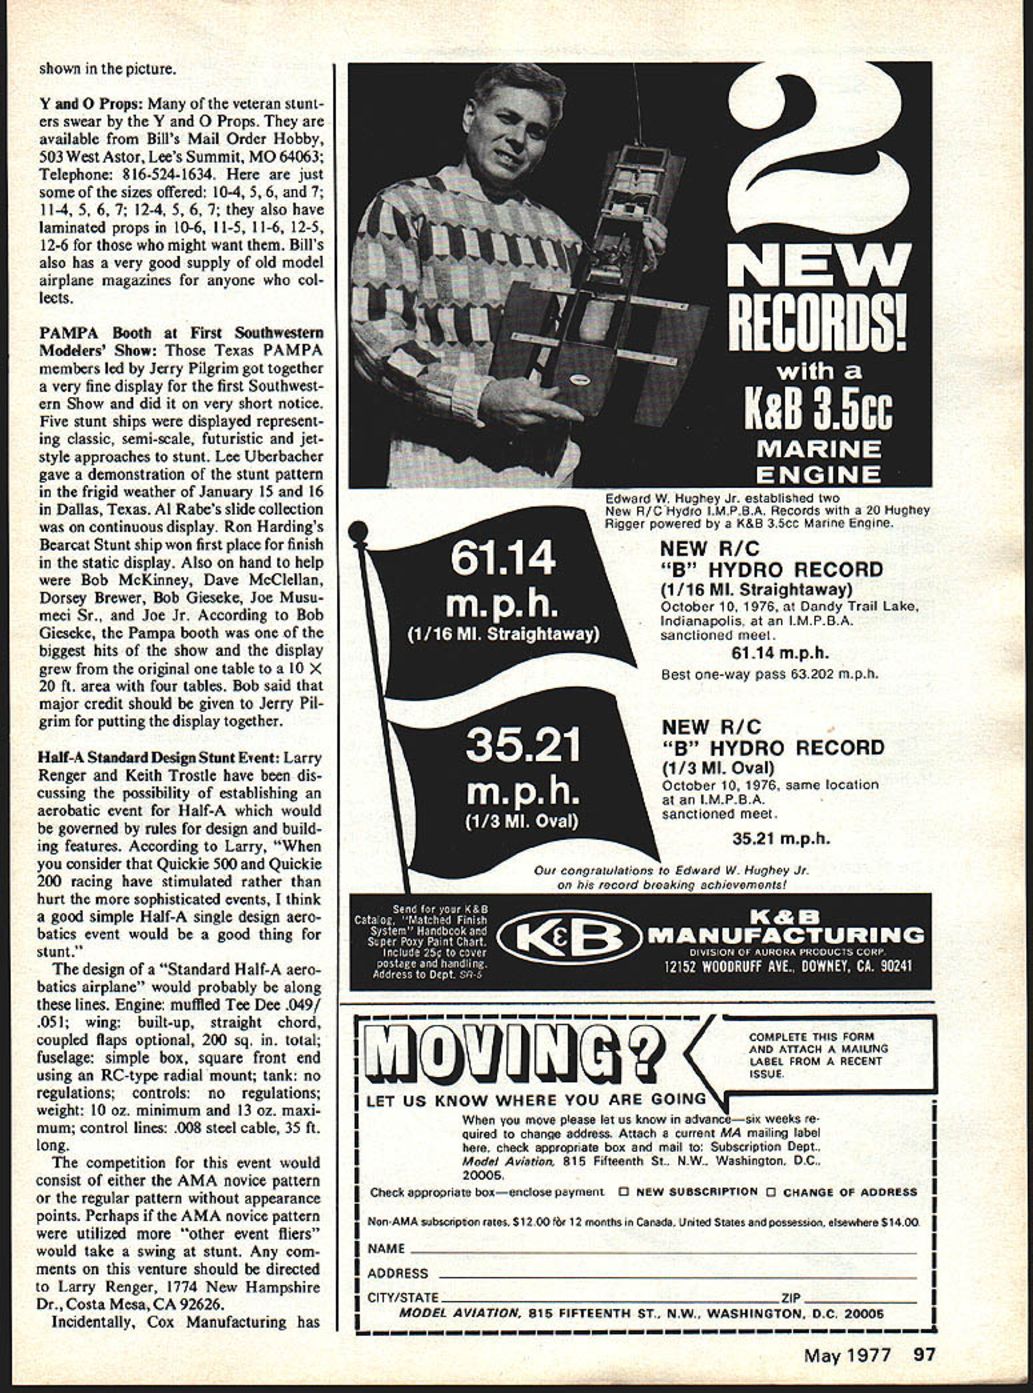 shown in the picture.
Y and O Props: Many of the veteran stunt-
ers swear by the Y and O Props. They are
available from Bill's Mail Order Hobby,
503 West Astor, Lee's Summit, MO 64063;
Telephone: 816-524-1634. Here are just
some of the sizes offered: 10-4, 5, 6, and 7;
11-4, 5, 6, 7; 12-4, 5, 6, 7; they also have
laminated props in 10-6, 11-5, 11-6, 12-5,
12-6 for those who might want them. Bill's
also has a very good supply of old model
airplane magazines for anyone who col-
lects.
PAMPA Booth at First Southwestern
Modelers' Show: Those Texas PAMPA
members led by Jerry Pilgrim got together
a very fine display for the first Southwest-
ern Show and did it on very short notice.
Five stunt ships were displayed represent-
ing classic, semi-scale, futuristic and jet-
style approaches to stunt. Lee Uberbacher
gave a demonstration of the stunt pattern
in the frigid weather of January 15 and 16
in Dallas, Texas. Al Rabe's slide collection
was on continuous display. Ron Harding's
Bearcat Stunt ship won first place for finish
in the static display. Also on hand to help
were Bob McKinney, Dave McClellan,
Dorsey Brewer, Bob Gieseke, Joe Musu-
meci Sr., and Joe Jr. According to Bob
Gieseke, the Pampa booth was one of the
biggest hits of the show and the display
grew from the original one table to a 10 ×
20 ft. area with four tables. Bob said that
major credit should be given to Jerry Pil-
grim for putting the display together.
Half-A Standard Design Stunt Event: Larry
Renger and Keith Trostle have been dis-
cussing the possibility of establishing an
aerobatic event for Half-A which would
be governed by rules for design and build-
ing features. According to Larry, “When
you consider that Quickie 500 and Quickie
200 racing have stimulated rather than
hurt the more sophisticated events, I think
a good simple Half-A single design aero-
batics event would be a good thing for
stunt.”
The design of a “Standard Half-A aero-
batics airplane” would probably be along
these lines. Engine: muffled Tee Dee .049/
.051; wing: built-up, straight chord,
coupled flaps optional, 200 sq. in. total;
fuselage: simple box, square front end
using an RC-type radial mount; tank: no
regulations; controls: no regulations;
weight: 10 oz. minimum and 13 oz. maxi-
mum; control lines: .008 steel cable, 35 ft.
long.
The competition for this event would
consist of either the AMA novice pattern
or the regular pattern without appearance
points. Perhaps if the AMA novice pattern
were utilized more “other event fliers”
would take a swing at stunt. Any com-
ments on this venture should be directed
to Larry Renger, 1774 New Hampshire
Dr., Costa Mesa, CA 92626.
Incidentally, Cox Manufacturing has
2
NEW
RECORDS!
with a
K&B 3.5cc
MARINE
ENGINE
Edward W. Hughey Jr. established two
New R/C Hydro I.M.P.B.A. Records with a 20 Hughey
Rigger powered by a K&B 3.5cc Marine Engine.
61.14
m.p.h.
(1/16 MI. Straightaway)
NEW R/C
“B” HYDRO RECORD
(1/16 MI. Straightaway)
October 10, 1976, at Dandy Trail Lake,
Indianapolis, at an I.M.P.B.A.
sanctioned meet.
61.14 m.p.h.
Best one-way pass 63.202 m.p.h.
35.21
m.p.h.
(1/3 MI. Oval)
NEW R/C
“B” HYDRO RECORD
(1/3 MI. Oval)
October 10, 1976, same location
at an I.M.P.B.A.
sanctioned meet.
35.21 m.p.h.
Our congratulations to Edward W. Hughey Jr.
on his record breaking achievements!
Send for your K&B
Catalog, "Matched Finish
System" Handbook and
Super Poxy Paint Chart.
Include 25¢ to cover
postage and handling.
Address to Dept.
K&B
K&B
MANUFACTURING
DIVISION OF AURORA PRODUCTS CORP.
12152 WOODRUFF AVE., DOWNEY, CA. 90241
MOVING?
COMPLETE THIS FORM
AND ATTACH A MAILING
LABEL FROM A RECENT
ISSUE.
LET US KNOW WHERE YOU ARE GOING
When you move please let us know in advance—six weeks re-
quired to change address. Attach a current MA mailing label
here, check appropriate box and mail to: Subscription Dept.,
Model Aviation, 815 Fifteenth St., N.W., Washington, D.C.,
20005.
Check appropriate box—enclose payment □ NEW SUBSCRIPTION □ CHANGE OF ADDRESS
Non-AMA subscription rates, $12.00 for 12 months in Canada, United States and possession, elsewhere $14.00.
NAME
ADDRESS
CITY/STATE ZIP
MODEL AVIATION, 815 FIFTEENTH ST., N.W., WASHINGTON, D.C. 20005
May 1977 97